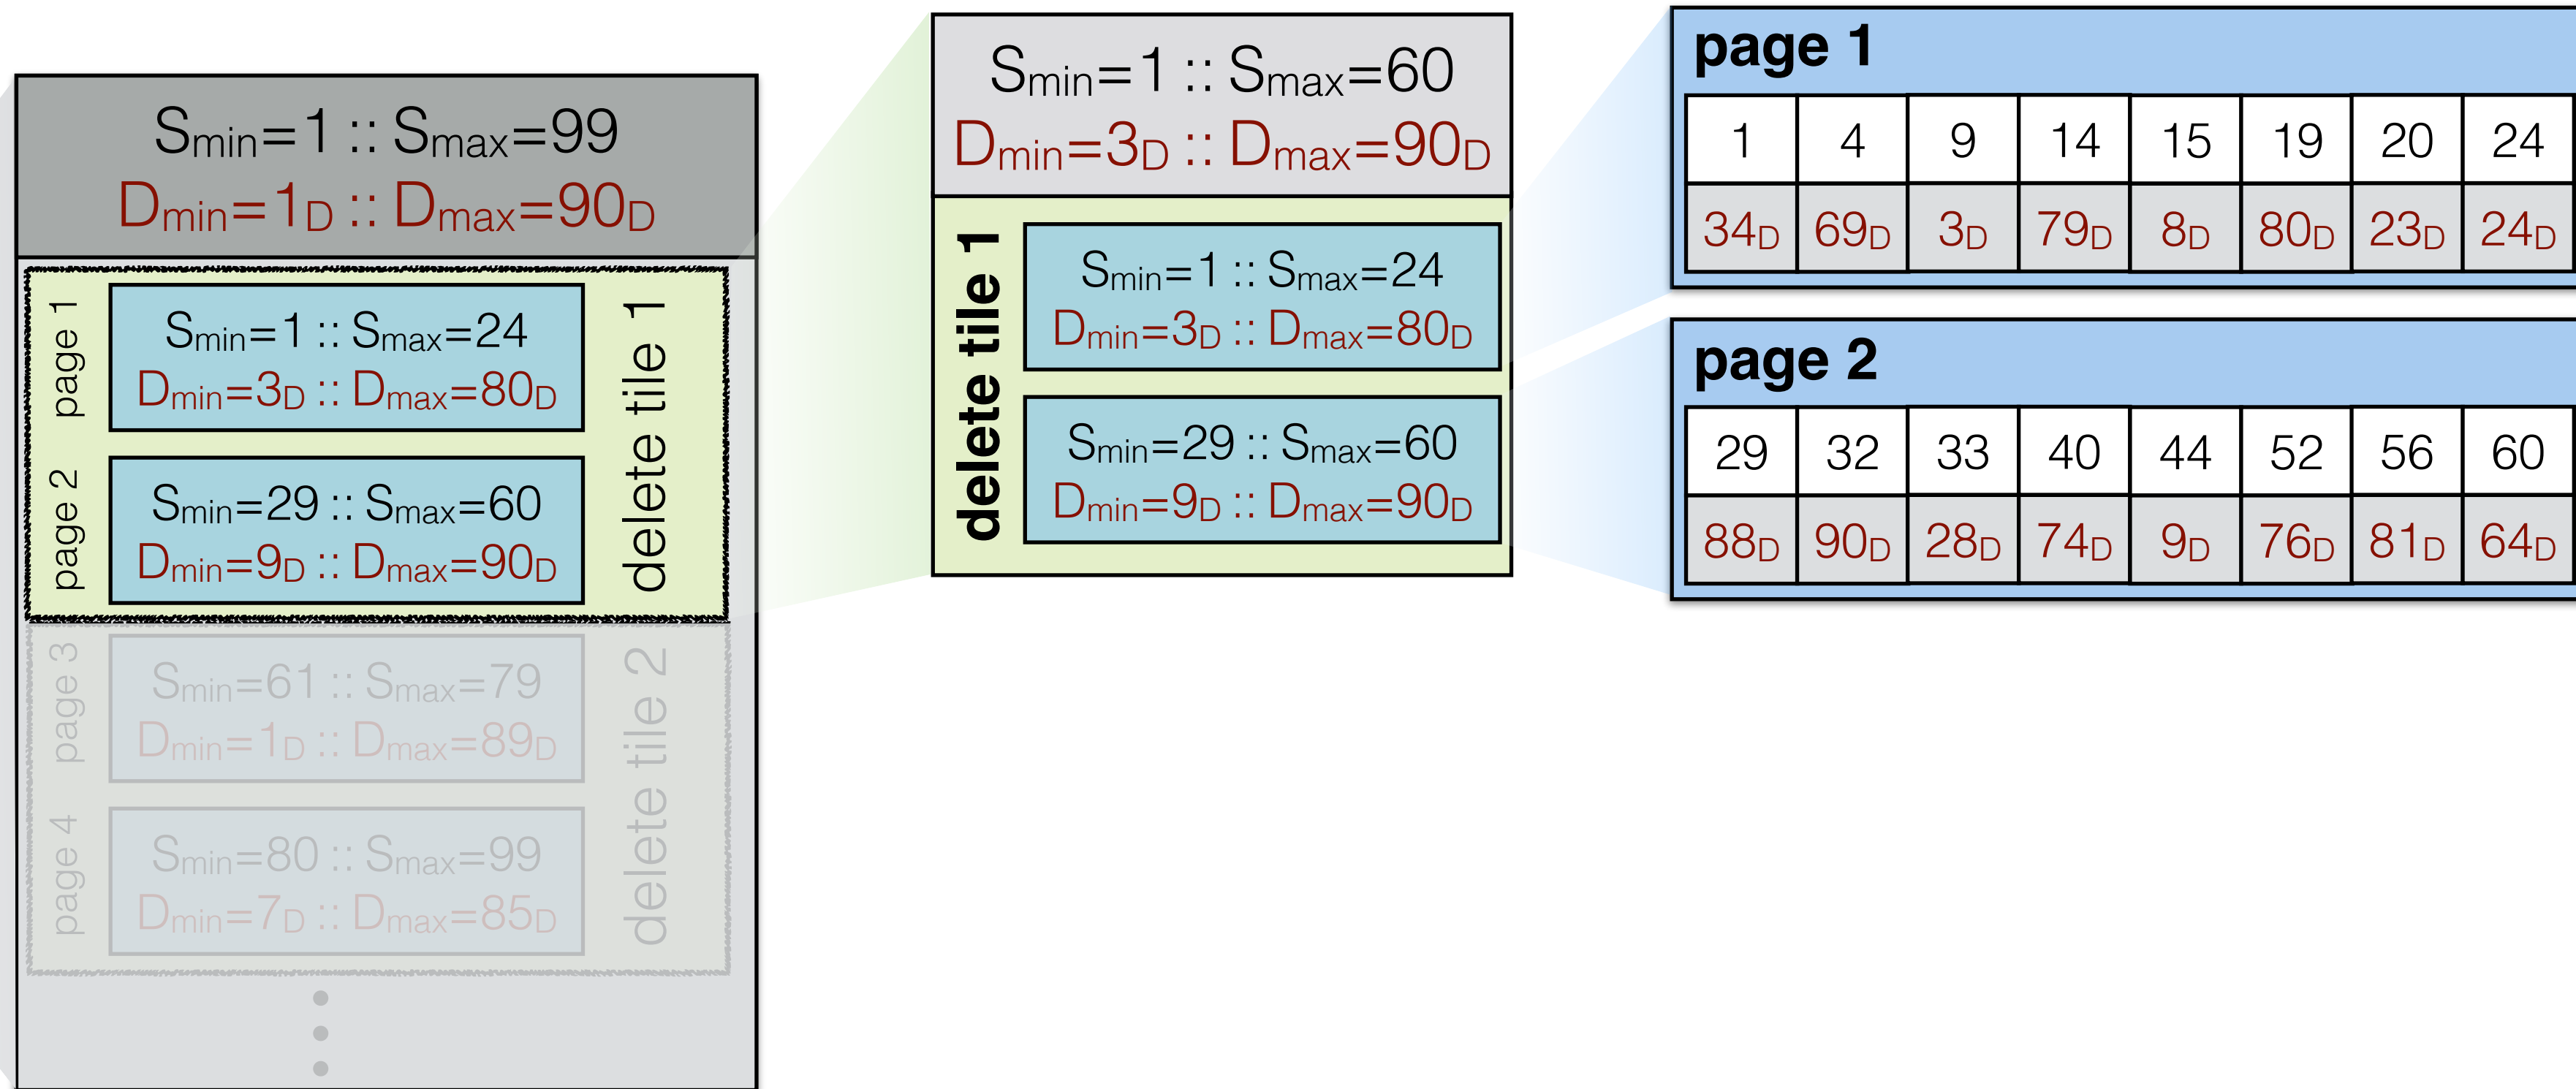 Smin=1 :: Smax=99
Dmin=1D :: Dmax=90D
page 1
Smin=1 :: Smax=24
Dmin=3D :: Dmax=80D
page 2
Smin=29 :: Smax=60
Dmin=9D :: Dmax=90D
delete tile 1
page 3
Smin=61 :: Smax=79
Dmin=1D :: Dmax=89D
page 4
Smin=80 :: Smax=99
Dmin=7D :: Dmax=85D
delete tile 2
Smin=1 :: Smax=60
Dmin=3D :: Dmax=90D
delete tile 1
Smin=1 :: Smax=24
Dmin=3D :: Dmax=80D
Smin=29 :: Smax=60
Dmin=9D :: Dmax=90D
page 1
1 4 9 14 15 19 20 24
34D 69D 3D 79D 8D 80D 23D 24D
page 2
29 32 33 40 44 52 56 60
88D 90D 28D 74D 9D 76D 81D 64D